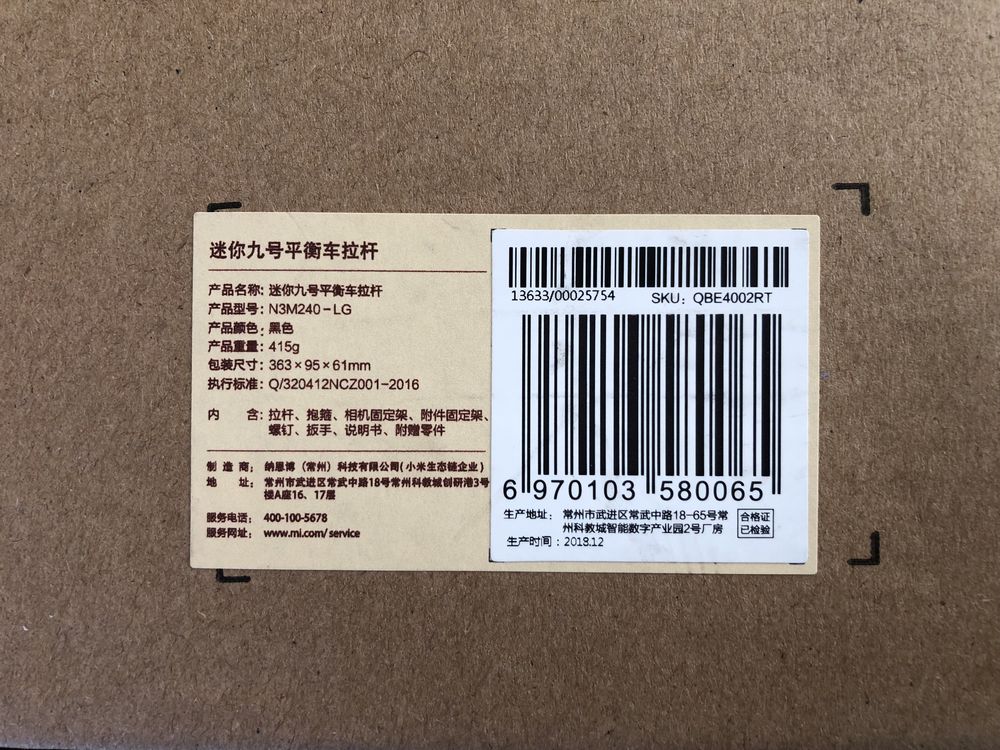 迷你九号平衡车拉杆
产品名称: 迷你九号平衡车拉杆
产品型号: N3M240-LG
产品颜色: 黑色
产品重量: 415g
包装尺寸: 363×95×61mm
执行标准: Q/320412NCZ001-2016
内 含: 拉杆、抱箍、相机固定架、附件固定架、
螺钉、扳手、说明书、附赠零件
制 造 商: 纳恩博（常州）科技有限公司(小米生态链企业)
地 址: 常州市武进区常武中路18号常州科教城创研港3号
楼A座16、17层
服务电话: 400-100-5678
服务网址: www.mi.com/service
13633/00025754 SKU: QBE4002RT
6 970103 580065
生产地址: 常州市武进区常武中路18-65号常
州科教城智能数字产业园2号厂房
合格证
已检验
生产时间: 2018.12